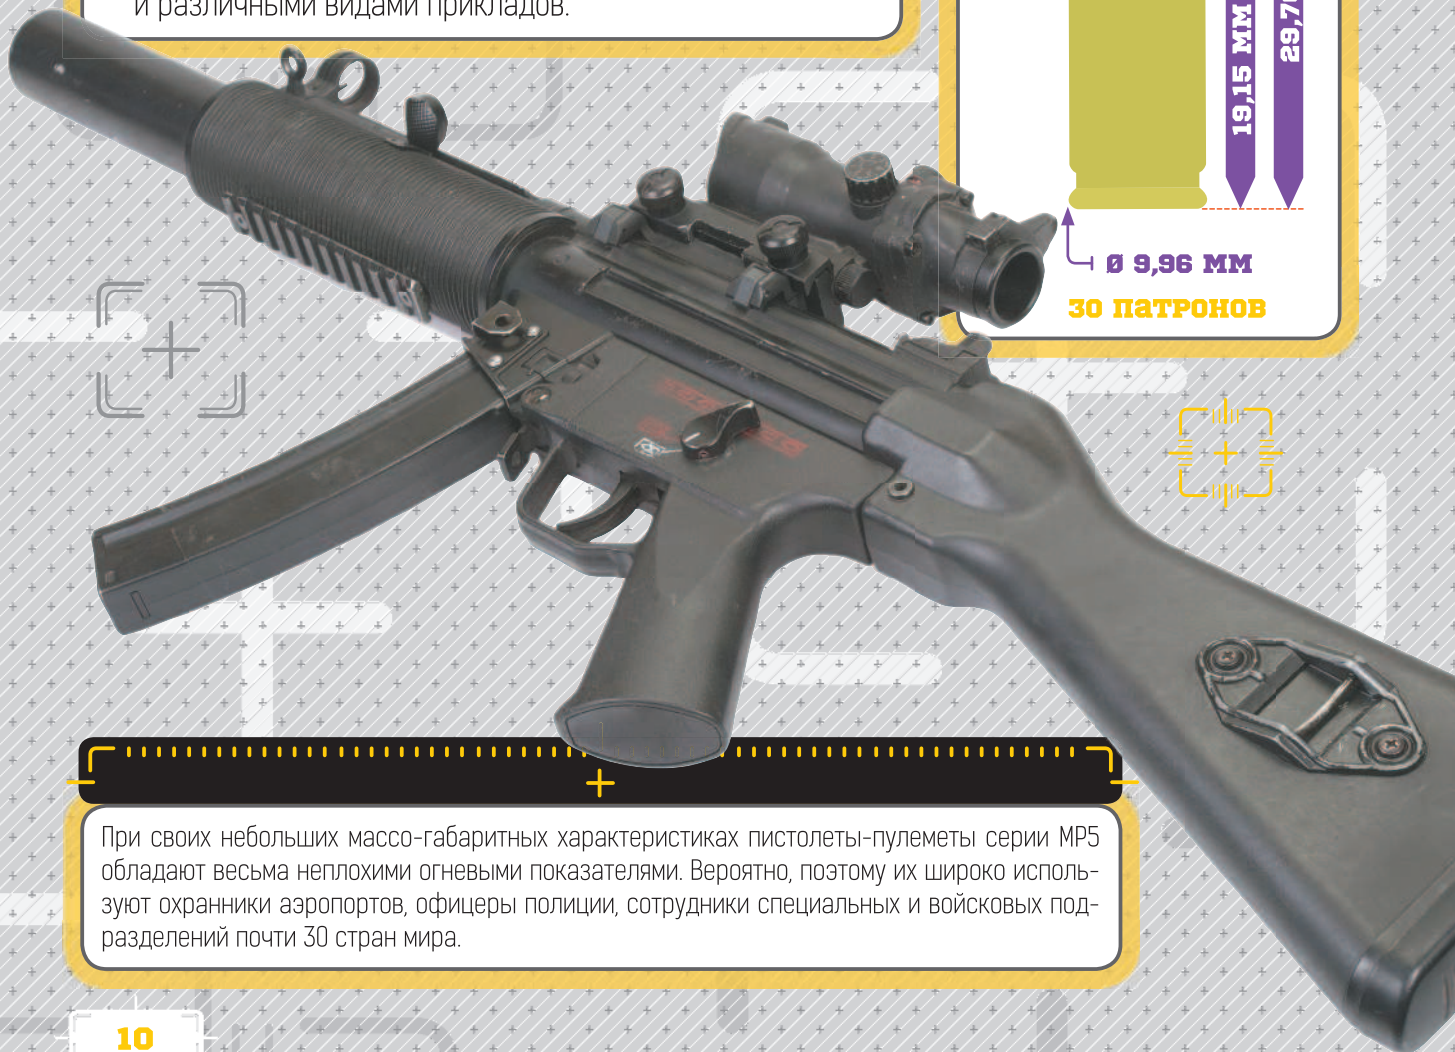 и различными видами прикладов.
19,15 мм
29,7
Ø 9,96 мм
30 патронов
При своих небольших массо-габаритных характеристиках пистолеты-пулеметы серии МР5
обладают весьма неплохими огневыми показателями. Вероятно, поэтому их широко исполь-
зуют охранники аэропортов, офицеры полиции, сотрудники специальных и войсковых под-
разделений почти 30 стран мира.
10